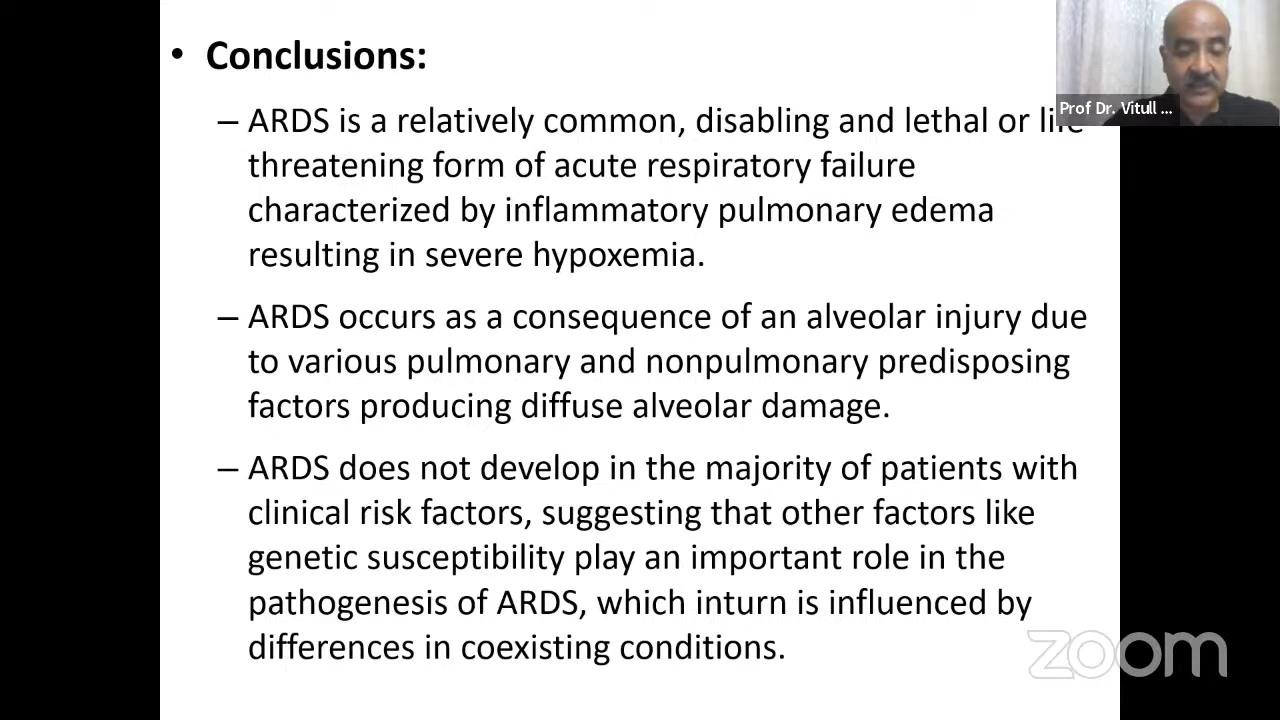 • Conclusions:
– ARDS is a relatively common, disabling and lethal or life
threatening form of acute respiratory failure
characterized by inflammatory pulmonary edema
resulting in severe hypoxemia.
– ARDS occurs as a consequence of an alveolar injury due
to various pulmonary and nonpulmonary predisposing
factors producing diffuse alveolar damage.
– ARDS does not develop in the majority of patients with
clinical risk factors, suggesting that other factors like
genetic susceptibility play an important role in the
pathogenesis of ARDS, which inturn is influenced by
differences in coexisting conditions.
Prof Dr. Vitull ...
zoom